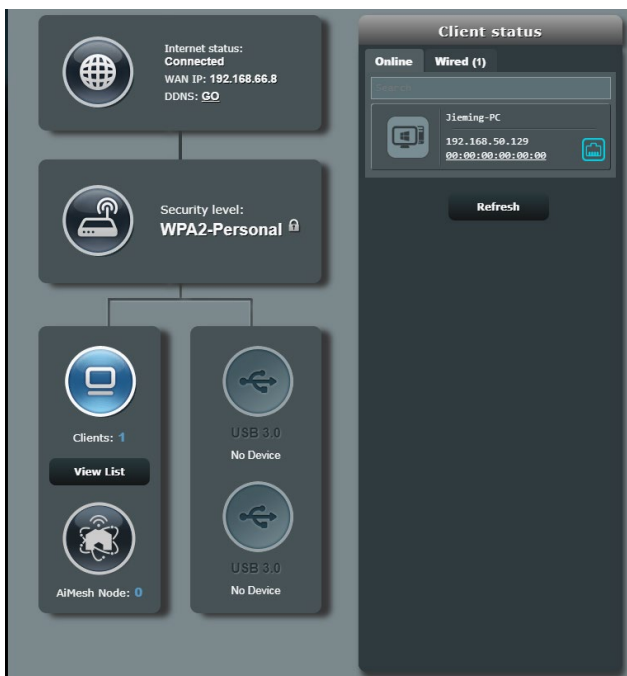 Internet status:
Connected
WAN IP: 192.168.66.8
DDNS: GO
Security level:
WPA2-Personal
Clients: 1
View List
AiMesh Node: 0
USB 3.0
No Device
USB 3.0
No Device
Client status
Online Wired (1)
Search
Jieming-PC
192.168.50.129
00:00:00:00:00:00
Refresh